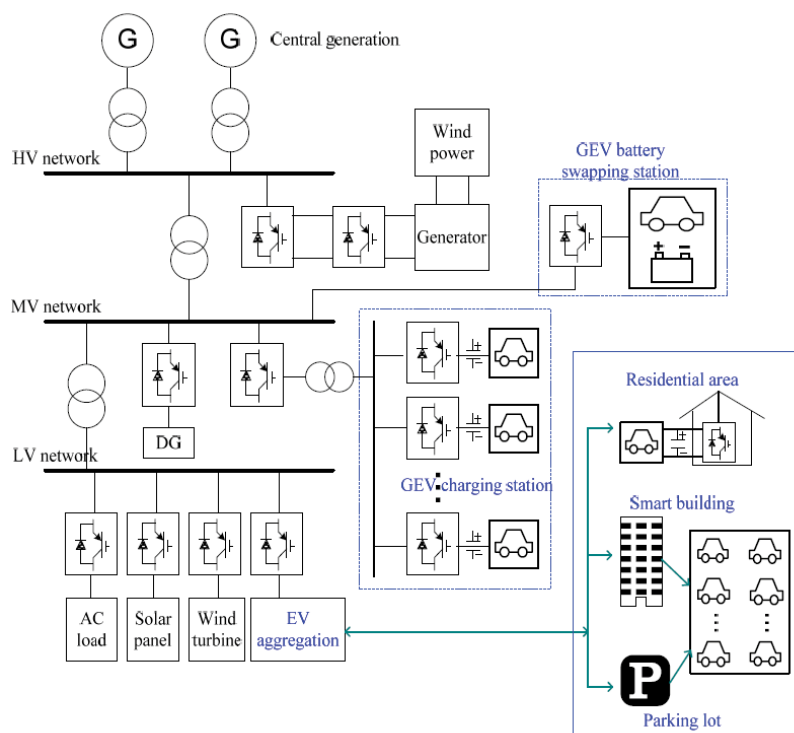 G
G
Central generation
HV network
Wind
power
Generator
GEV battery
swapping station
+ -
MV network
DG
LV network
+
-
+
-
GEV charging station
+
-
AC
load
Solar
panel
Wind
turbine
EV
aggregation
Residential area
+
-
Smart building
P
Parking lot